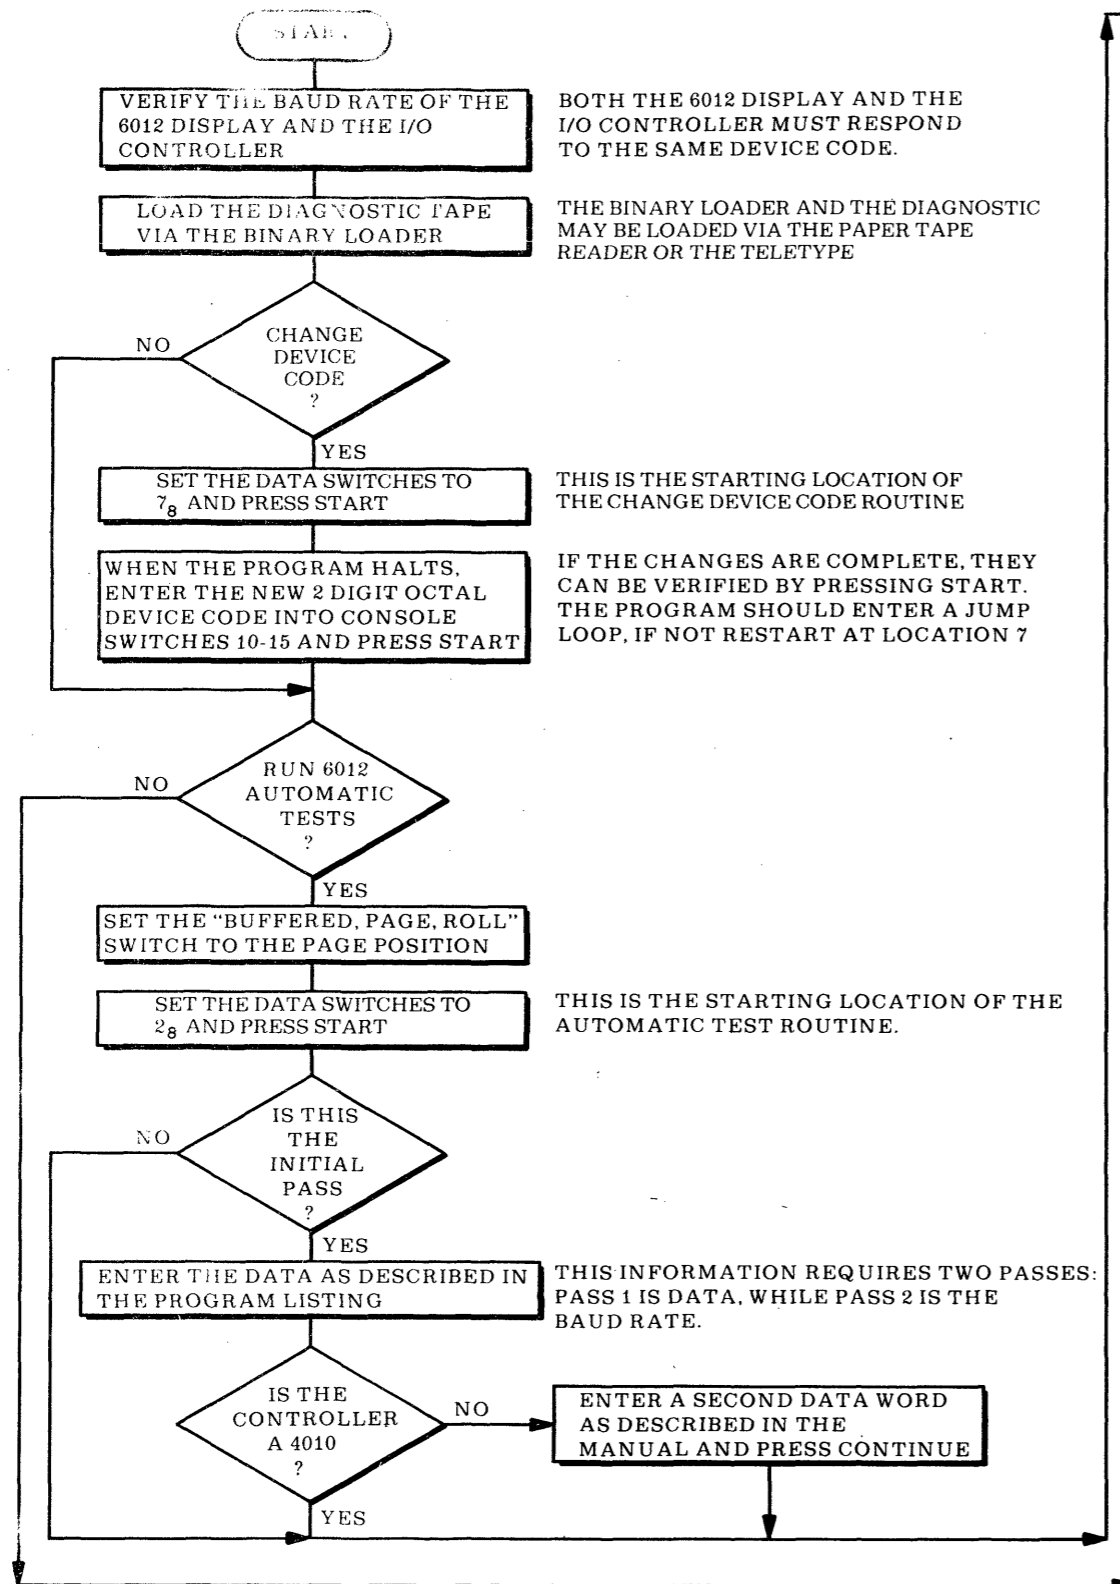 START
VERIFY THE BAUD RATE OF THE
6012 DISPLAY AND THE I/O
CONTROLLER
BOTH THE 6012 DISPLAY AND THE
I/O CONTROLLER MUST RESPOND
TO THE SAME DEVICE CODE.
LOAD THE DIAGNOSTIC TAPE
VIA THE BINARY LOADER
THE BINARY LOADER AND THE DIAGNOSTIC
MAY BE LOADED VIA THE PAPER TAPE
READER OR THE TELETYPE
CHANGE
DEVICE
CODE
?
NO
YES
SET THE DATA SWITCHES TO
7₈ AND PRESS START
THIS IS THE STARTING LOCATION OF
THE CHANGE DEVICE CODE ROUTINE
WHEN THE PROGRAM HALTS,
ENTER THE NEW 2 DIGIT OCTAL
DEVICE CODE INTO CONSOLE
SWITCHES 10-15 AND PRESS START
IF THE CHANGES ARE COMPLETE, THEY
CAN BE VERIFIED BY PRESSING START.
THE PROGRAM SHOULD ENTER A JUMP
LOOP, IF NOT RESTART AT LOCATION 7
RUN 6012
AUTOMATIC
TESTS
?
NO
YES
SET THE "BUFFERED, PAGE, ROLL"
SWITCH TO THE PAGE POSITION
SET THE DATA SWITCHES TO
2₈ AND PRESS START
THIS IS THE STARTING LOCATION OF THE
AUTOMATIC TEST ROUTINE.
IS THIS
THE
INITIAL
PASS
?
NO
YES
ENTER THE DATA AS DESCRIBED IN
THE PROGRAM LISTING
THIS INFORMATION REQUIRES TWO PASSES:
PASS 1 IS DATA, WHILE PASS 2 IS THE
BAUD RATE.
IS THE
CONTROLLER
A 4010
?
NO
YES
ENTER A SECOND DATA WORD
AS DESCRIBED IN THE
MANUAL AND PRESS CONTINUE